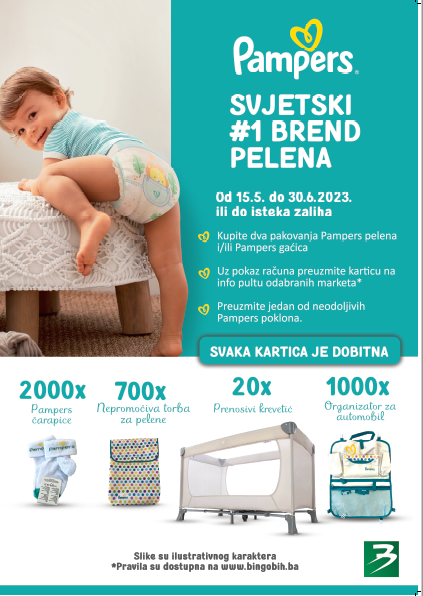 Pampers®
SVJETSKI
#1 BREND
PELENA
Od 15.5. do 30.6.2023.
ili do isteka zaliha
Kupite dva pakovanja Pampers pelena
i/ili Pampers gaćica
Uz pokaz računa preuzmite karticu na
info pultu odabranih marketa*
Preuzmite jedan od neodoljivih
Pampers poklona.
SVAKA KARTICA JE DOBITNA
2000x
Pampers
čarapice
700x
Nepromočiva torba
za pelene
20x
Prenosivi krevetić
1000x
Organizator za
automobil
Slike su ilustrativnog karaktera
*Pravila su dostupna na www.bingobih.ba